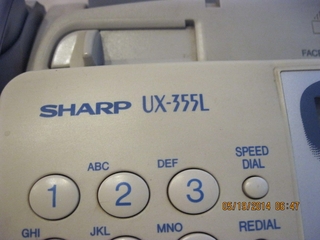 FACE
SHARP UX-355L
SPEED
DIAL
ABC DEF
1 2 3
GHI JKL MNO REDIAL
05/15/2014 06:47